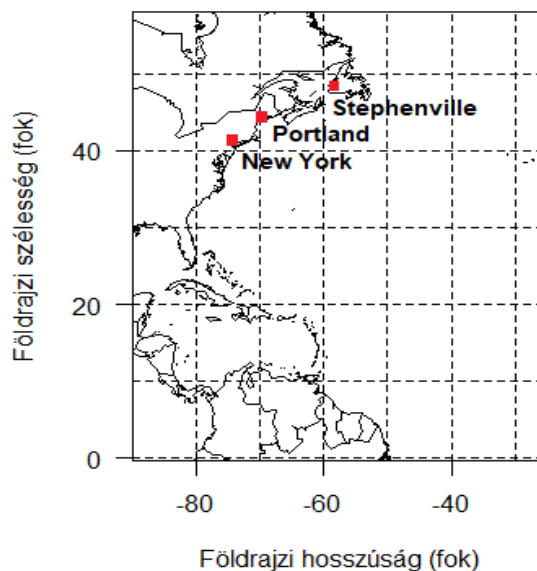 Földrajzi szélesség (fok)
40
20
0
Stephenville
Portland
New York
-80
-60
-40
Földrajzi hosszúság (fok)